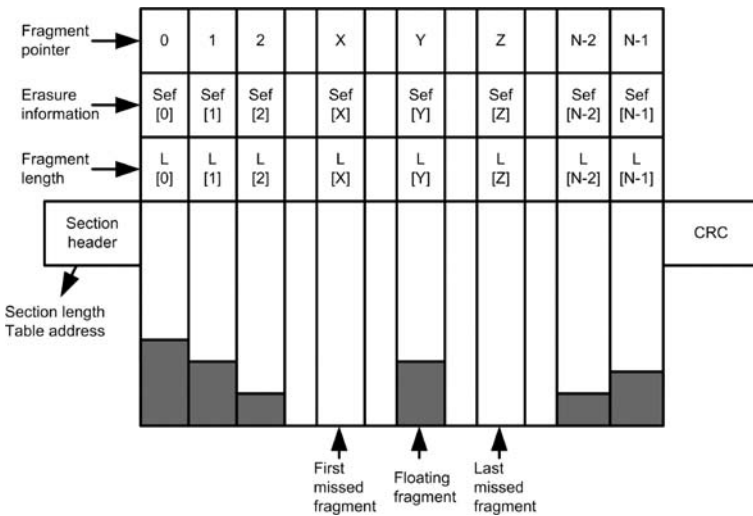 Fragment
pointer
0 1 2 X Y Z N-2 N-1
Erasure
information
Sef Sef Sef Sef Sef Sef Sef Sef
[0] [1] [2] [X] [Y] [Z] [N-2] [N-1]
Fragment
length
L L L L L L L L
[0] [1] [2] [X] [Y] [Z] [N-2] [N-1]
Section
header
CRC
Section length
Table address
First
missed
fragment
Floating
fragment
Last
missed
fragment